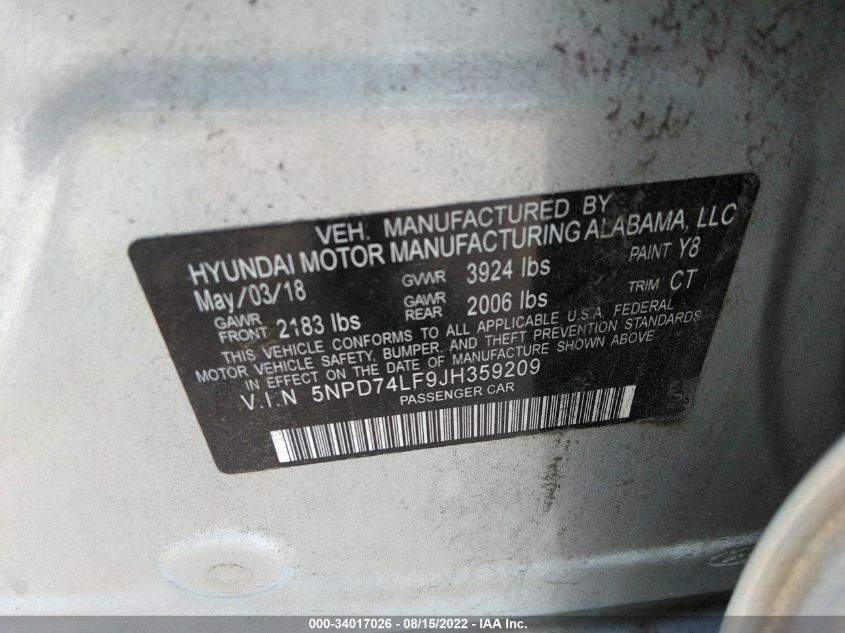 VEH. MANUFACTURED BY
HYUNDAI MOTOR MANUFACTURING ALABAMA, LLC
May/03/18 GVWR 3924 lbs PAINT Y8
GAWR FRONT 2183 lbs GAWR REAR 2006 lbs TRIM CT
THIS VEHICLE CONFORMS TO ALL APPLICABLE U.S.A. FEDERAL
MOTOR VEHICLE SAFETY, BUMPER, AND THEFT PREVENTION STANDARDS
IN EFFECT ON THE DATE OF MANUFACTURE SHOWN ABOVE.
V.I.N 5NPD74LF9JH359209
PASSENGER CAR
000-34017026 - 08/15/2022 - © IAA Inc.